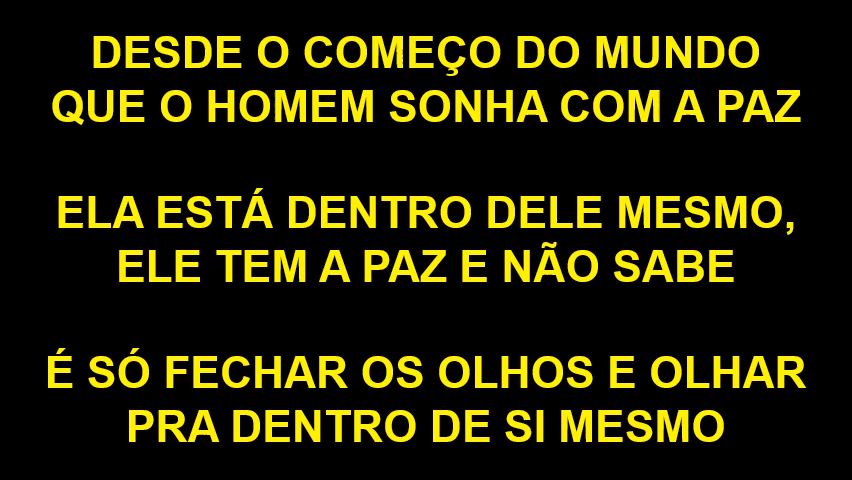 DESDE O COMEÇO DO MUNDO
QUE O HOMEM SONHA COM A PAZ
ELA ESTÁ DENTRO DELE MESMO,
ELE TEM A PAZ E NÃO SABE
É SÓ FECHAR OS OLHOS E OLHAR
PRA DENTRO DE SI MESMO